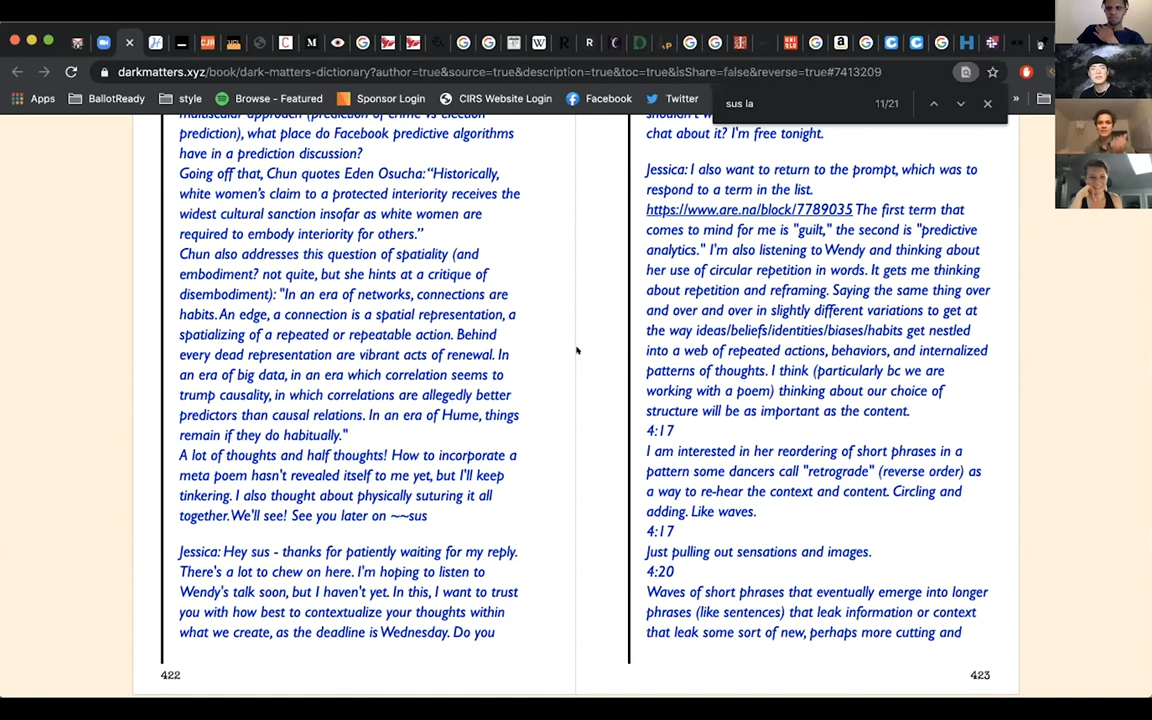 darkmatters.xyz/book/dark-matters-dictionary?author=true&source=true&description=true&toc=true&isShare=false&reverse=true#7413209
Apps
BallotReady
style
Browse - Featured
Sponsor Login
CIRS Website Login
Facebook
Twitter
»
sus la
11/21
prediction), what place do Facebook predictive algorithms
have in a prediction discussion?
Going off that, Chun quotes Eden Osucha: “Historically,
white women’s claim to a protected interiority receives the
widest cultural sanction insofar as white women are
required to embody interiority for others.”
Chun also addresses this question of spatiality (and
embodiment? not quite, but she hints at a critique of
disembodiment): "In an era of networks, connections are
habits. An edge, a connection is a spatial representation, a
spatializing of a repeated or repeatable action. Behind
every dead representation are vibrant acts of renewal. In
an era of big data, in an era which correlation seems to
trump causality, in which correlations are allegedly better
predictors than causal relations. In an era of Hume, things
remain if they do habitually."
A lot of thoughts and half thoughts! How to incorporate a
meta poem hasn't revealed itself to me yet, but I'll keep
tinkering. I also thought about physically suturing it all
together. We'll see! See you later on ~~sus
Jessica: Hey sus - thanks for patiently waiting for my reply.
There's a lot to chew on here. I'm hoping to listen to
Wendy's talk soon, but I haven't yet. In this, I want to trust
you with how best to contextualize your thoughts within
what we create, as the deadline is Wednesday. Do you
422
chat about it? I'm free tonight.
Jessica: I also want to return to the prompt, which was to
respond to a term in the list.
https://www.are.na/block/7789035 The first term that
comes to mind for me is "guilt," the second is "predictive
analytics." I'm also listening to Wendy and thinking about
her use of circular repetition in words. It gets me thinking
about repetition and reframing. Saying the same thing over
and over and over in slightly different variations to get at
the way ideas/beliefs/identities/biases/habits get nestled
into a web of repeated actions, behaviors, and internalized
patterns of thoughts. I think (particularly bc we are
working with a poem) thinking about our choice of
structure will be as important as the content.
4:17
I am interested in her reordering of short phrases in a
pattern some dancers call "retrograde" (reverse order) as
a way to re-hear the context and content. Circling and
adding. Like waves.
4:17
Just pulling out sensations and images.
4:20
Waves of short phrases that eventually emerge into longer
phrases (like sentences) that leak information or context
that leak some sort of new, perhaps more cutting and
423